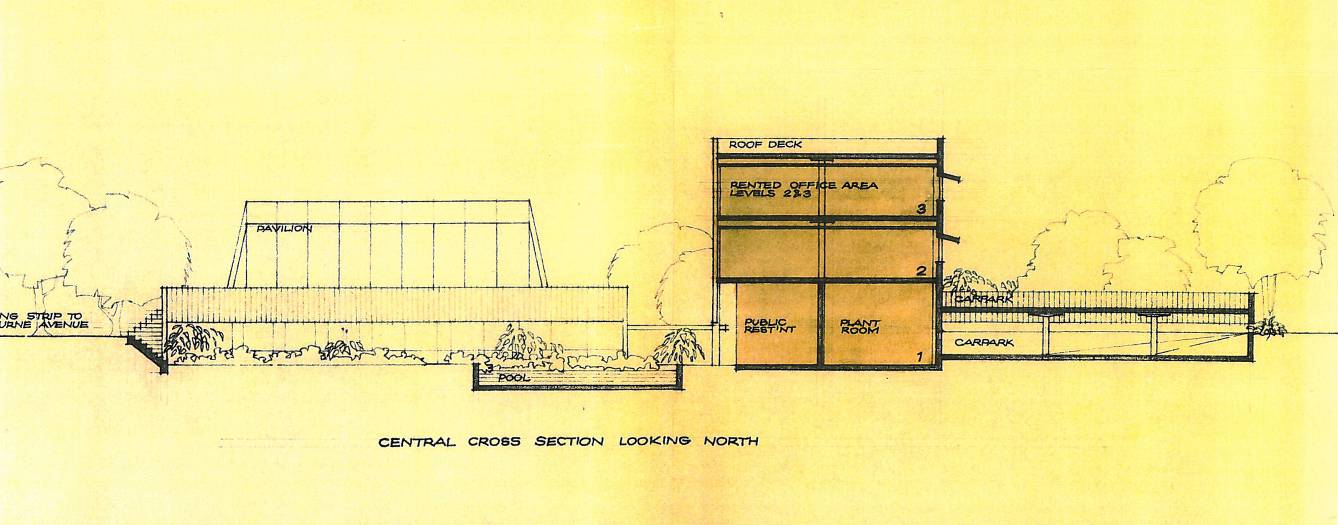 ROOF DECK
RENTED OFFICE AREA
LEVELS 2&3
3
PAVILION
2
CARPARK
NG STRIP TO
URNE AVENUE
PUBLIC
REST'NT
PLANT
ROOM
1
CARPARK
POOL
CENTRAL CROSS SECTION LOOKING NORTH